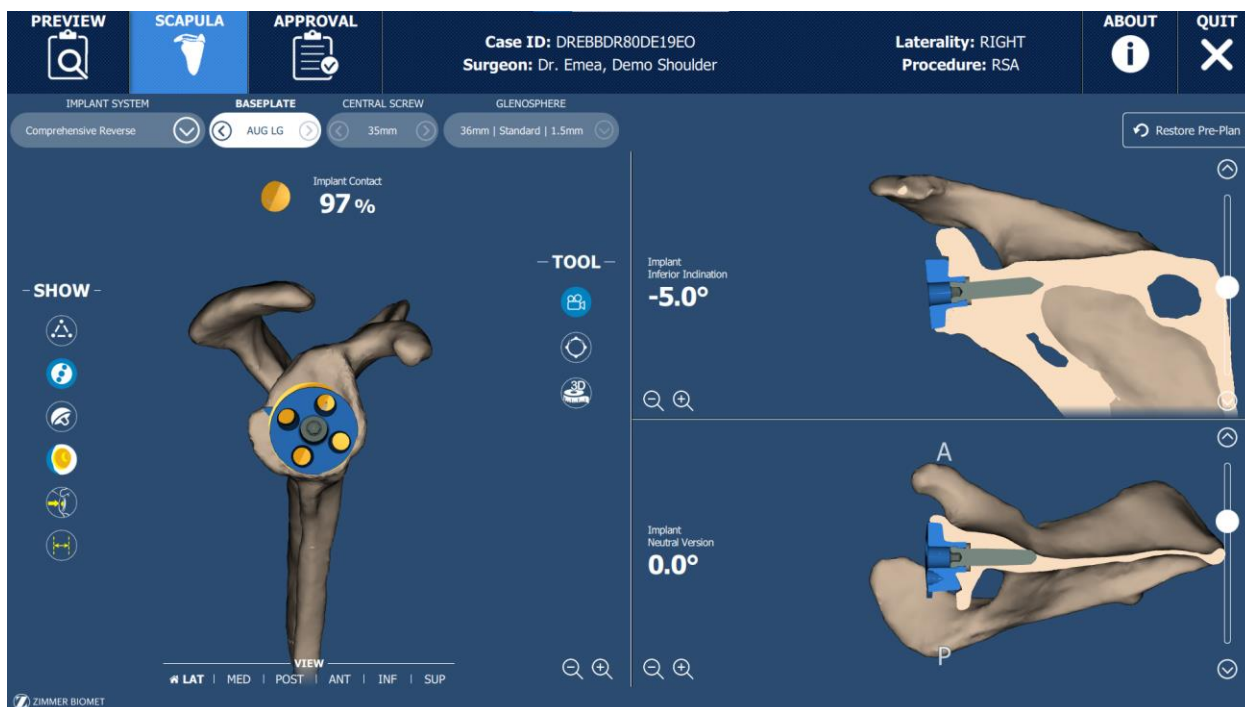 PREVIEW
SCAPULA
APPROVAL
Case ID: DREBBDR80DE19EO
Surgeon: Dr. Emea, Demo Shoulder
Laterality: RIGHT
Procedure: RSA
ABOUT
QUIT
IMPLANT SYSTEM
BASEPLATE
CENTRAL SCREW
GLENOSPHERE
Comprehensive Reverse
AUG LG
35mm
36mm | Standard | 1.5mm
Restore Pre-Plan
Implant Contact
97 %
- SHOW -
- TOOL -
3D
Implant
Inferior Inclination
-5.0°
Implant
Neutral Version
0.0°
A
P
VIEW
LAT | MED | POST | ANT | INF | SUP
ZIMMER BIOMET